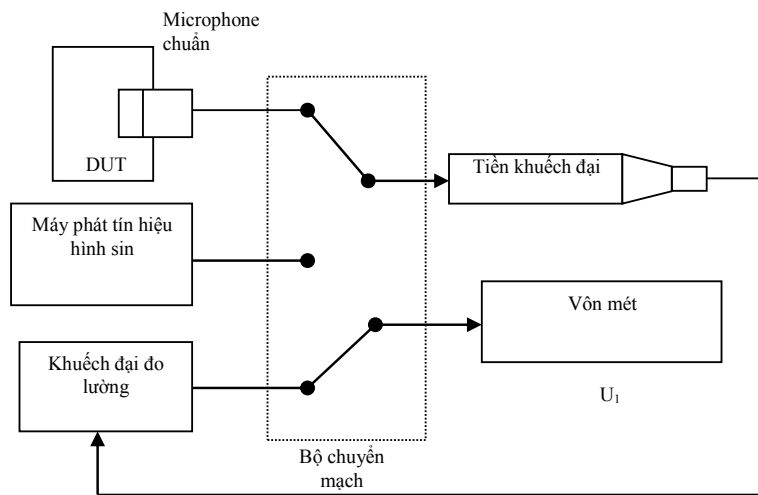 Microphone
chuẩn
DUT
Tiền khuếch đại
Máy phát tín hiệu
hình sin
Vôn mét
Khuếch đại đo
lường
U₁
Bộ chuyển
mạch